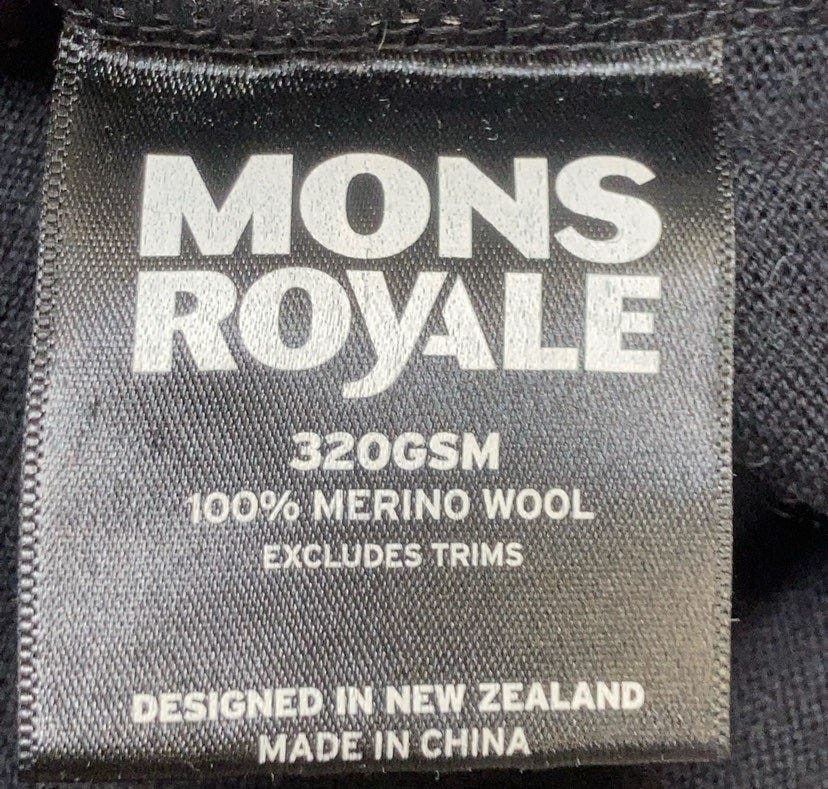 MONS
ROYALE
320GSM
100% MERINO WOOL
EXCLUDES TRIMS
DESIGNED IN NEW ZEALAND
MADE IN CHINA